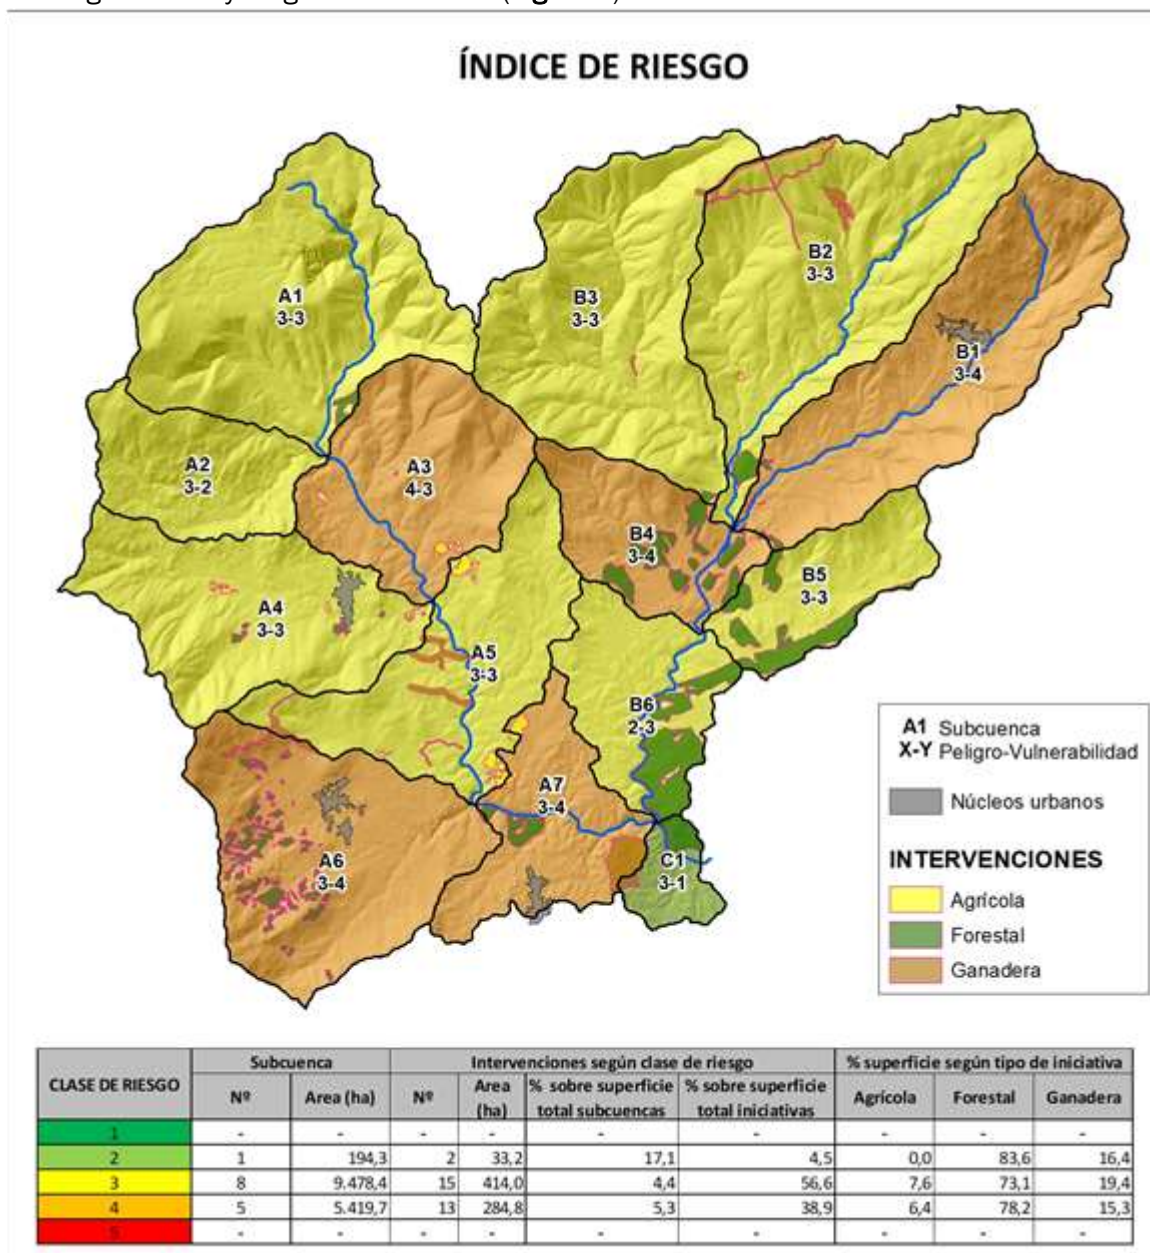 ÍNDICE DE RIESGO
A1
3-3
B3
3-3
B2
3-3
B1
3-4
A2
3-2
A3
4-3
B4
3-4
B5
3-3
A4
3-3
A5
3-3
B6
2-3
A7
3-4
A6
3-4
C1
3-1
A1 Subcuenca
X-Y Peligro-Vulnerabilidad
Núcleos urbanos
INTERVENCIONES
Agrícola
Forestal
Ganadera
CLASE DE RIESGO Subcuenca Intervenciones según clase de riesgo % superficie según tipo de iniciativa
Nº Area (ha) Nº Area (ha) % sobre superficie total subcuencas % sobre superficie total iniciativas Agrícola Forestal Ganadera
1 - - - - - - - - -
2 1 194,3 2 33,2 17,1 4,5 0,0 83,6 16,4
3 8 9.478,4 15 414,0 4,4 56,6 7,6 73,1 19,4
4 5 5.419,7 13 284,8 5,3 38,9 6,4 78,2 15,3
5 - - - - - - - - -